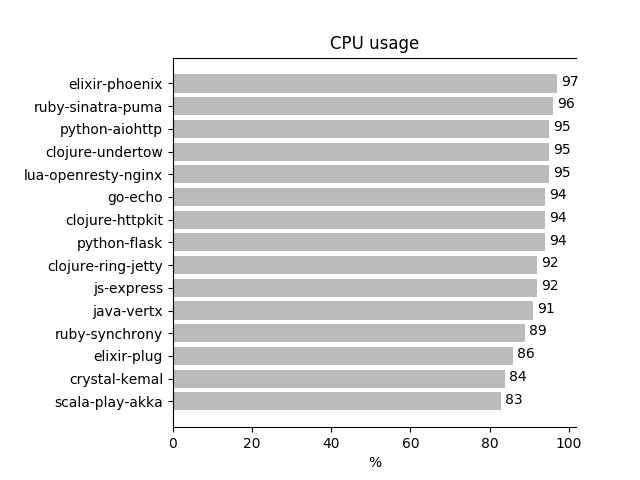 CPU usage
elixir-phoenix 97
ruby-sinatra-puma 96
python-aiohttp 95
clojure-undertow 95
lua-openresty-nginx 95
go-echo 94
clojure-httpkit 94
python-flask 94
clojure-ring-jetty 92
js-express 92
java-vertx 91
ruby-synchrony 89
elixir-plug 86
crystal-kemal 84
scala-play-akka 83
0 20 40 60 80 100
%